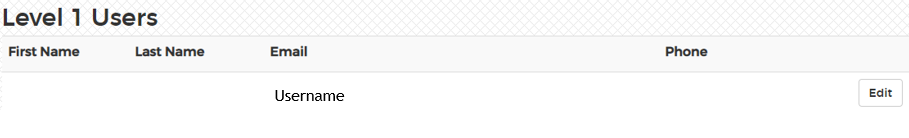 Level 1 Users
First Name Last Name Email Phone
Username Edit